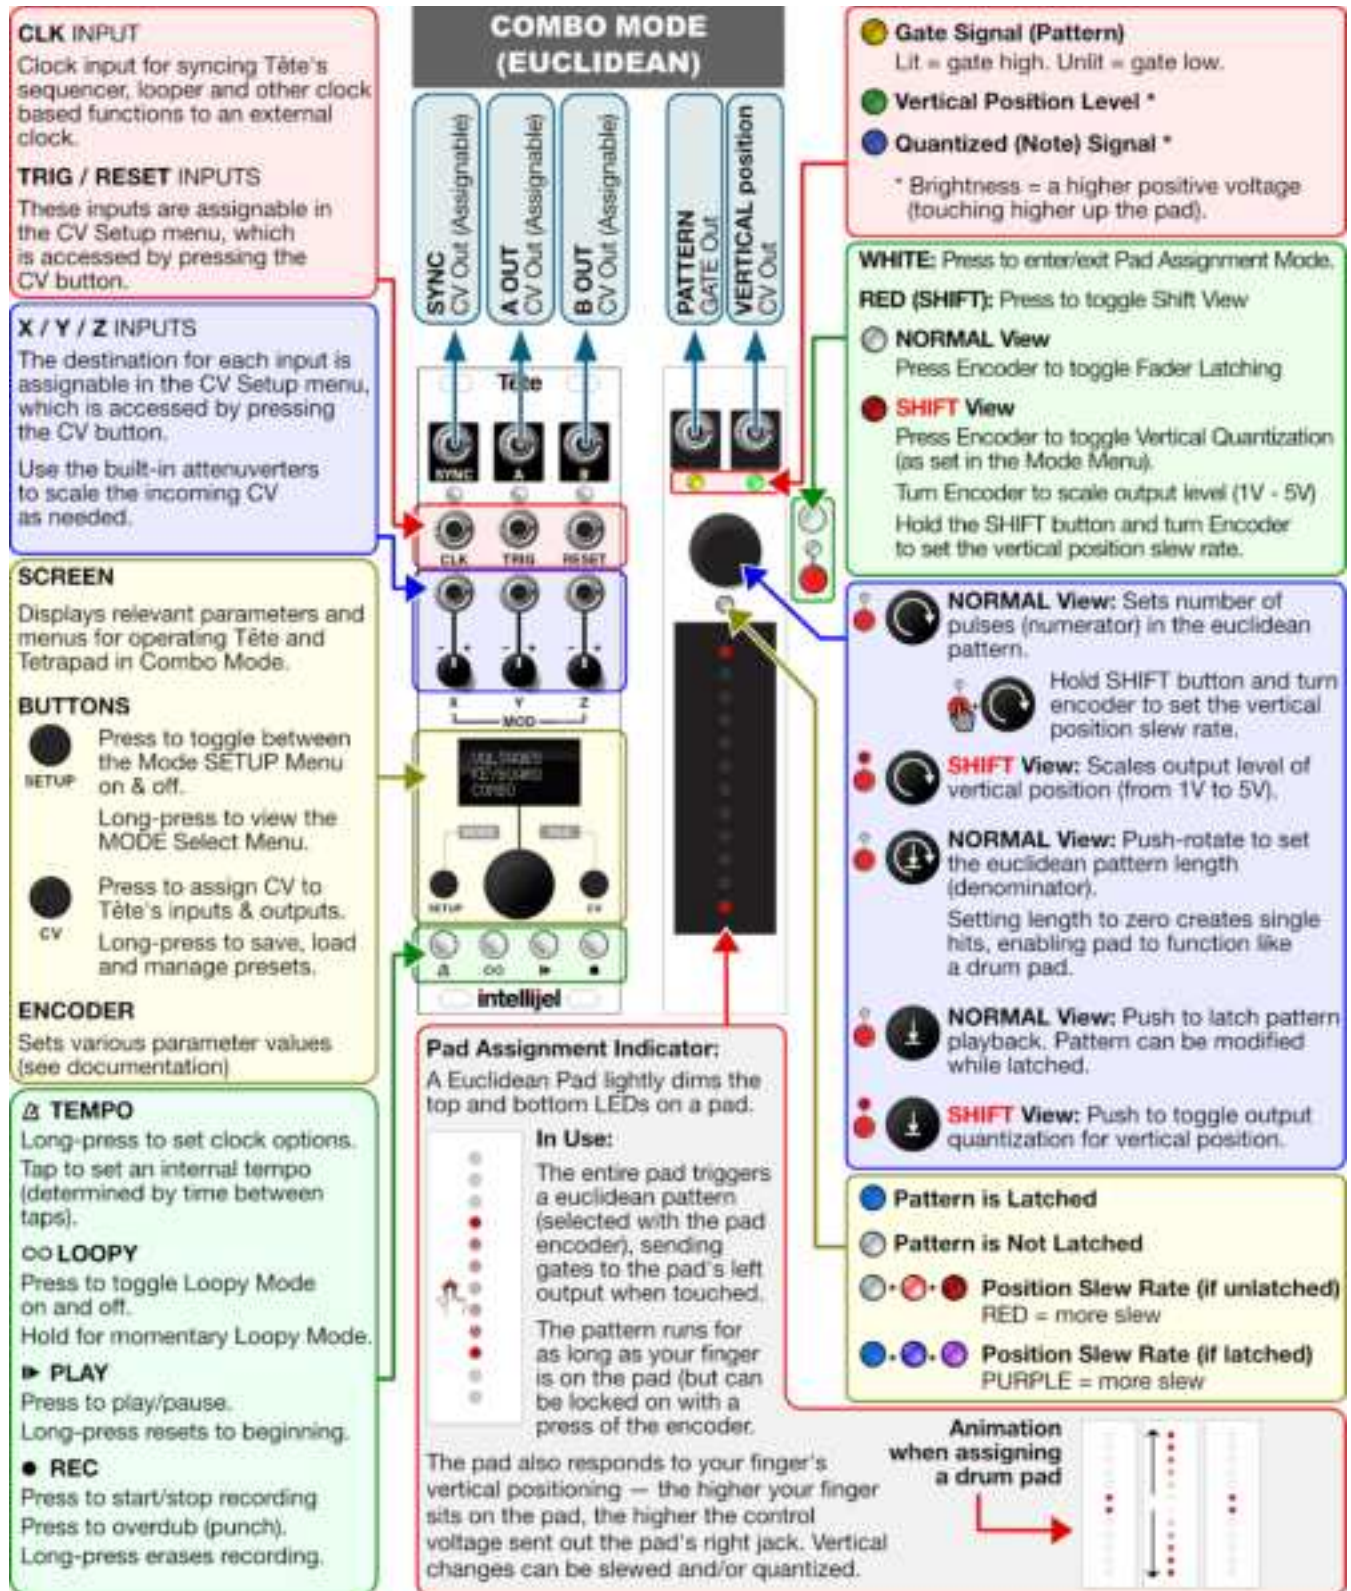 COMBO MODE
(EUCLIDEAN)
CLK INPUT
Clock input for syncing Tête's
sequencer, looper and other clock
based functions to an external
clock.
TRIG / RESET INPUTS
These inputs are assignable in
the CV Setup menu, which
is accessed by pressing the
CV button.
X / Y / Z INPUTS
The destination for each input is
assignable in the CV Setup menu,
which is accessed by pressing
the CV button.
Use the built-in attenuverters
to scale the incoming CV
as needed.
SCREEN
Displays relevant parameters and
menus for operating Tête and
Tetrapad in Combo Mode.
BUTTONS
SETUP
Press to toggle between
the Mode SETUP Menu
on & off.
Long-press to view the
MODE Select Menu.
CV
Press to assign CV to
Tête's inputs & outputs.
Long-press to save, load
and manage presets.
ENCODER
Sets various parameter values
(see documentation)
TEMPO
Long-press to set clock options.
Tap to set an internal tempo
(determined by time between
taps).
LOOPY
Press to toggle Loopy Mode
on and off.
Hold for momentary Loopy Mode.
PLAY
Press to play/pause.
Long-press resets to beginning.
REC
Press to start/stop recording
Press to overdub (punch).
Long-press erases recording.
SYNC
CV Out (Assignable)
A OUT
CV Out (Assignable)
B OUT
CV Out (Assignable)
PATTERN
GATE Out
VERTICAL position
CV Out
Tête
SYNC A B
CLK TRIG RESET
- + - + - +
X Y Z
MOD
VOLTAGES
KEYBOARD
COMBO
SETUP CV
intellijel
Pad Assignment Indicator:
A Euclidean Pad lightly dims the
top and bottom LEDs on a pad.
In Use:
The entire pad triggers
a euclidean pattern
(selected with the pad
encoder), sending
gates to the pad's left
output when touched.
The pattern runs for
as long as your finger
is on the pad (but can
be locked on with a
press of the encoder.
The pad also responds to your finger's
vertical positioning — the higher your finger
sits on the pad, the higher the control
voltage sent out the pad's right jack. Vertical
changes can be slewed and/or quantized.
Animation
when assigning
a drum pad
Gate Signal (Pattern)
Lit = gate high. Unlit = gate low.
Vertical Position Level *
Quantized (Note) Signal *
* Brightness = a higher positive voltage
(touching higher up the pad).
WHITE: Press to enter/exit Pad Assignment Mode.
RED (SHIFT): Press to toggle Shift View
NORMAL View
Press Encoder to toggle Fader Latching
SHIFT View
Press Encoder to toggle Vertical Quantization
(as set in the Mode Menu).
Turn Encoder to scale output level (1V - 5V)
Hold the SHIFT button and turn Encoder
to set the vertical position slew rate.
NORMAL View: Sets number of
pulses (numerator) in the euclidean
pattern.
Hold SHIFT button and turn
encoder to set the vertical
position slew rate.
SHIFT View: Scales output level of
vertical position (from 1V to 5V).
NORMAL View: Push-rotate to set
the euclidean pattern length
(denominator).
Setting length to zero creates single
hits, enabling pad to function like
a drum pad.
NORMAL View: Push to latch pattern
playback. Pattern can be modified
while latched.
SHIFT View: Push to toggle output
quantization for vertical position.
Pattern is Latched
Pattern is Not Latched
Position Slew Rate (if unlatched)
RED = more slew
Position Slew Rate (if latched)
PURPLE = more slew